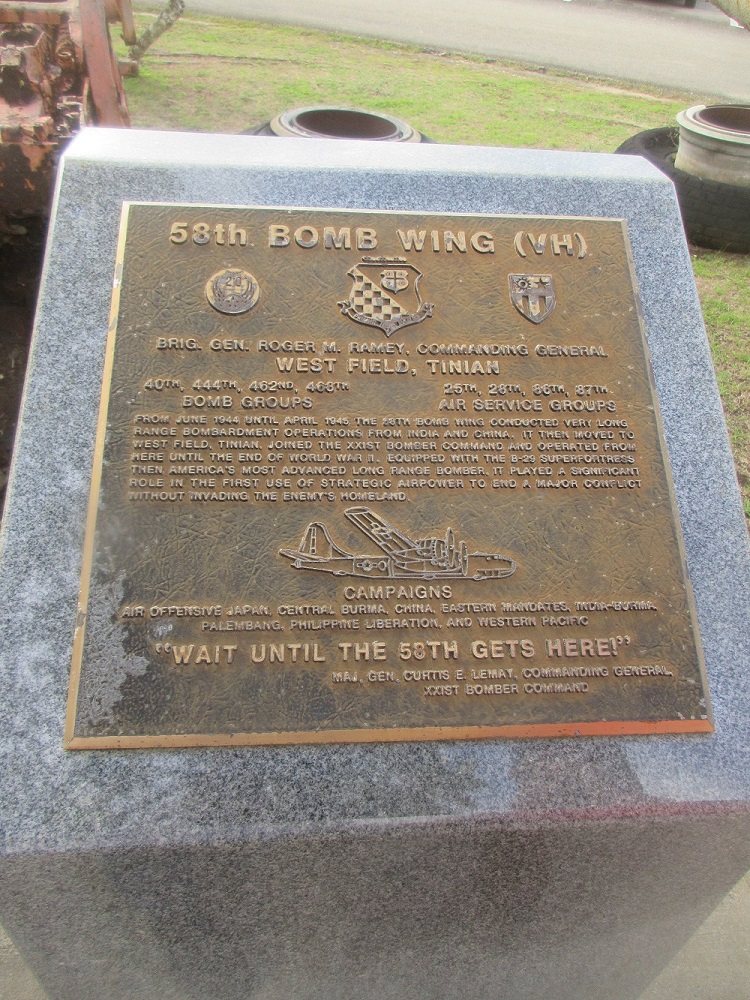 58th BOMB WING (VH)
20
BRIG. GEN. ROGER M. RAMEY, COMMANDING GENERAL
WEST FIELD, TINIAN
40TH, 444TH, 462ND, 468TH 25TH, 28TH, 86TH, 87TH
BOMB GROUPS AIR SERVICE GROUPS
FROM JUNE 1944 UNTIL APRIL 1945 THE 58TH BOMB WING CONDUCTED VERY LONG
RANGE BOMBARDMENT OPERATIONS FROM INDIA AND CHINA. IT THEN MOVED TO
WEST FIELD, TINIAN, JOINED THE XXIST BOMBER COMMAND AND OPERATED FROM
HERE UNTIL THE END OF WORLD WAR II. EQUIPPED WITH THE B-29 SUPERFORTRESS,
THEN AMERICA'S MOST ADVANCED LONG RANGE BOMBER, IT PLAYED A SIGNIFICANT
ROLE IN THE FIRST USE OF STRATEGIC AIRPOWER TO END A MAJOR CONFLICT
WITHOUT INVADING THE ENEMY'S HOMELAND.
CAMPAIGNS
AIR OFFENSIVE JAPAN, CENTRAL BURMA, CHINA, EASTERN MANDATES, INDIA-BURMA,
PALEMBANG, PHILIPPINE LIBERATION, AND WESTERN PACIFIC
"WAIT UNTIL THE 58TH GETS HERE!"
MAJ. GEN. CURTIS E. LEMAY, COMMANDING GENERAL,
XXIST BOMBER COMMAND